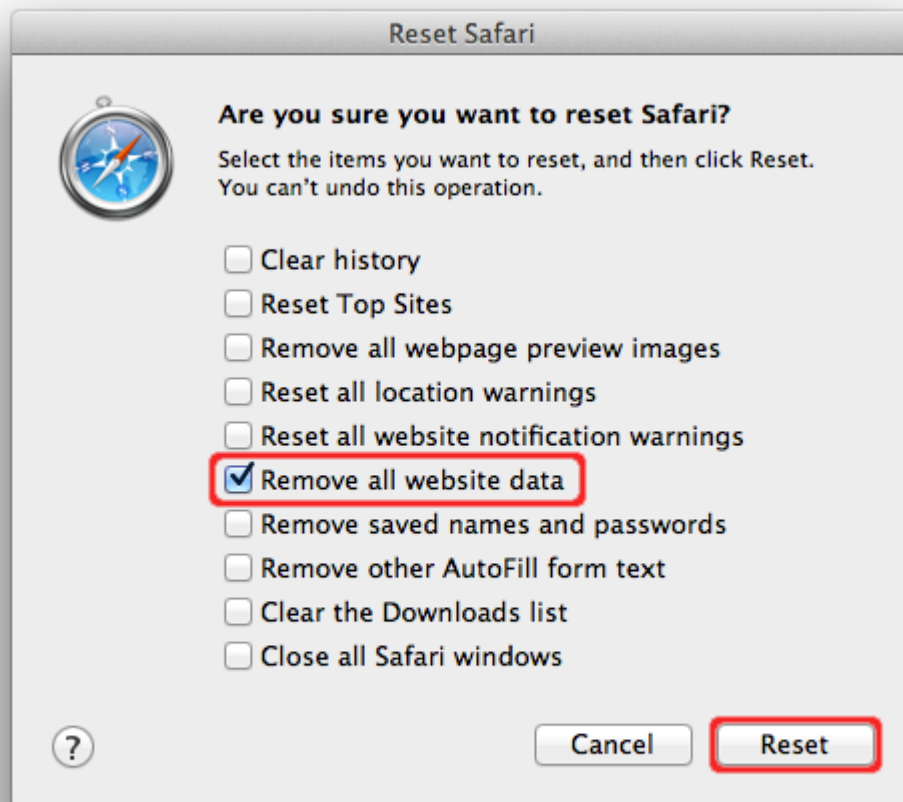 Reset Safari
Are you sure you want to reset Safari?
Select the items you want to reset, and then click Reset.
You can't undo this operation.
Clear history
Reset Top Sites
Remove all webpage preview images
Reset all location warnings
Reset all website notification warnings
Remove all website data
Remove saved names and passwords
Remove other AutoFill form text
Clear the Downloads list
Close all Safari windows
?
Cancel
Reset